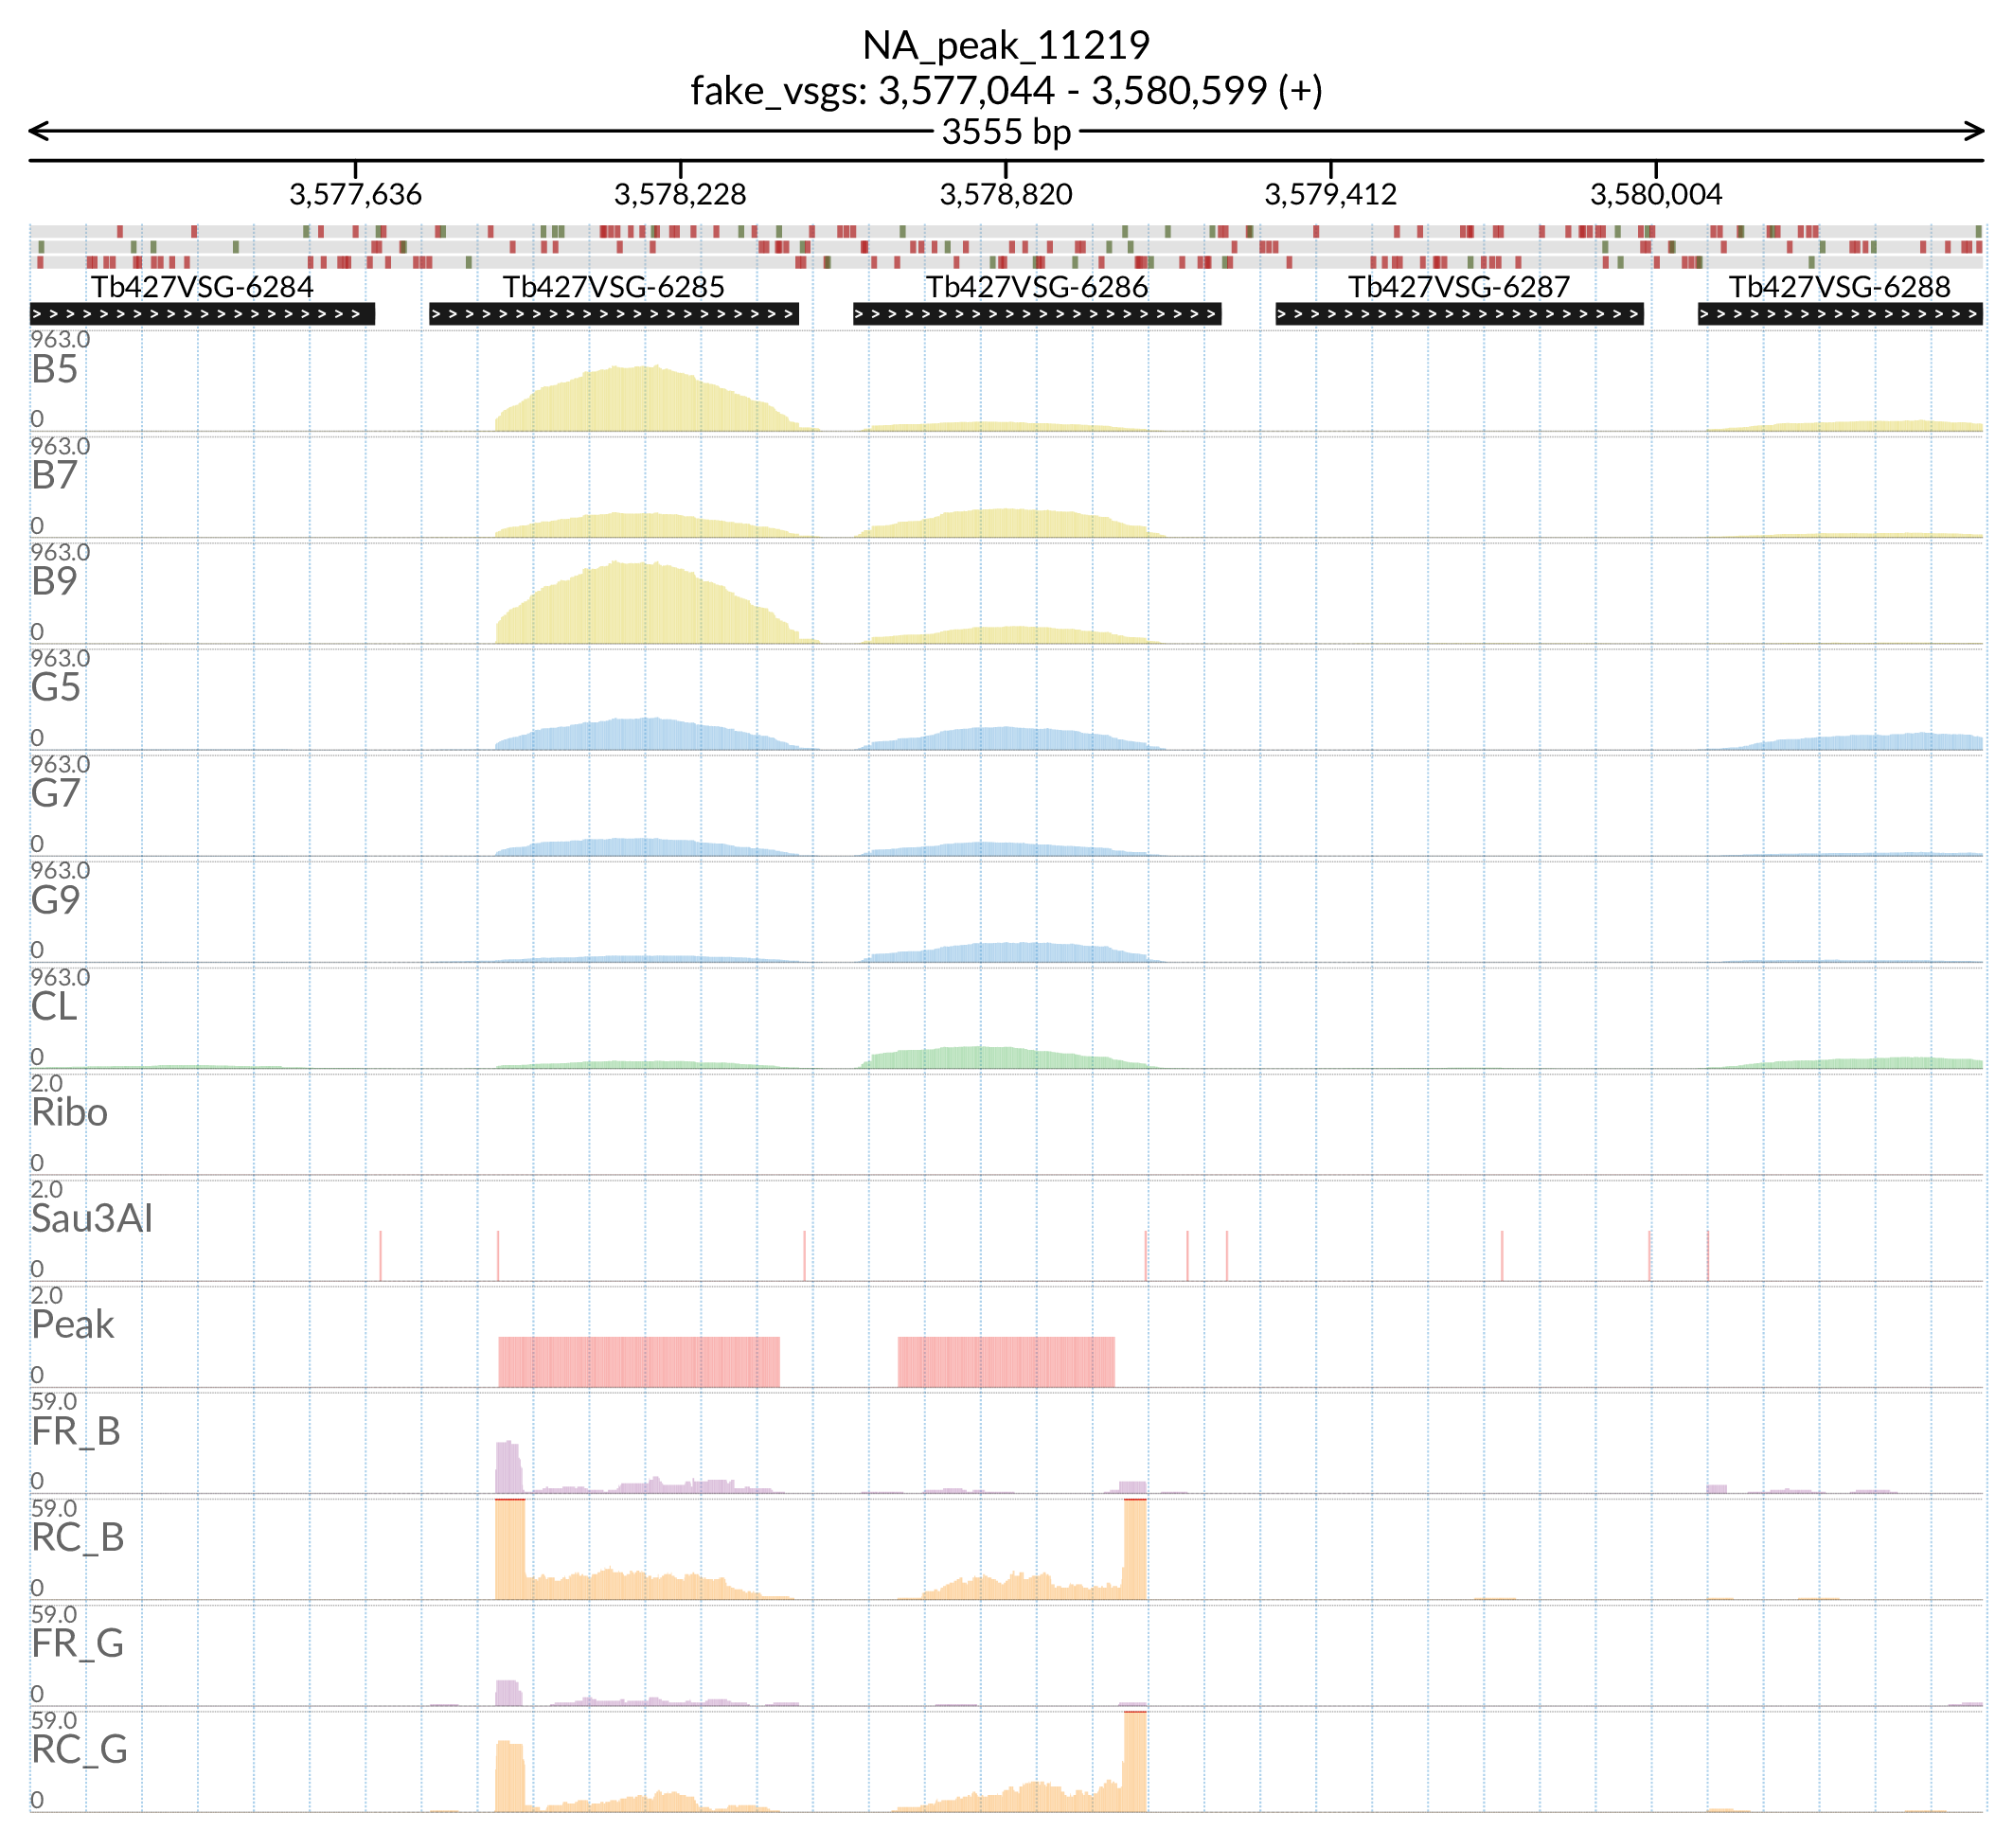 NA_peak_11219
fake_vsgs: 3,577,044 - 3,580,599 (+)
3555 bp
3,577,636 3,578,228 3,578,820 3,579,412 3,580,004
Tb427VSG-6284 Tb427VSG-6285 Tb427VSG-6286 Tb427VSG-6287 Tb427VSG-6288
963.0
B5
0
963.0
B7
0
963.0
B9
0
963.0
G5
0
963.0
G7
0
963.0
G9
0
963.0
CL
0
2.0
Ribo
0
2.0
Sau3AI
0
2.0
Peak
0
59.0
FR_B
0
59.0
RC_B
0
59.0
FR_G
0
59.0
RC_G
0